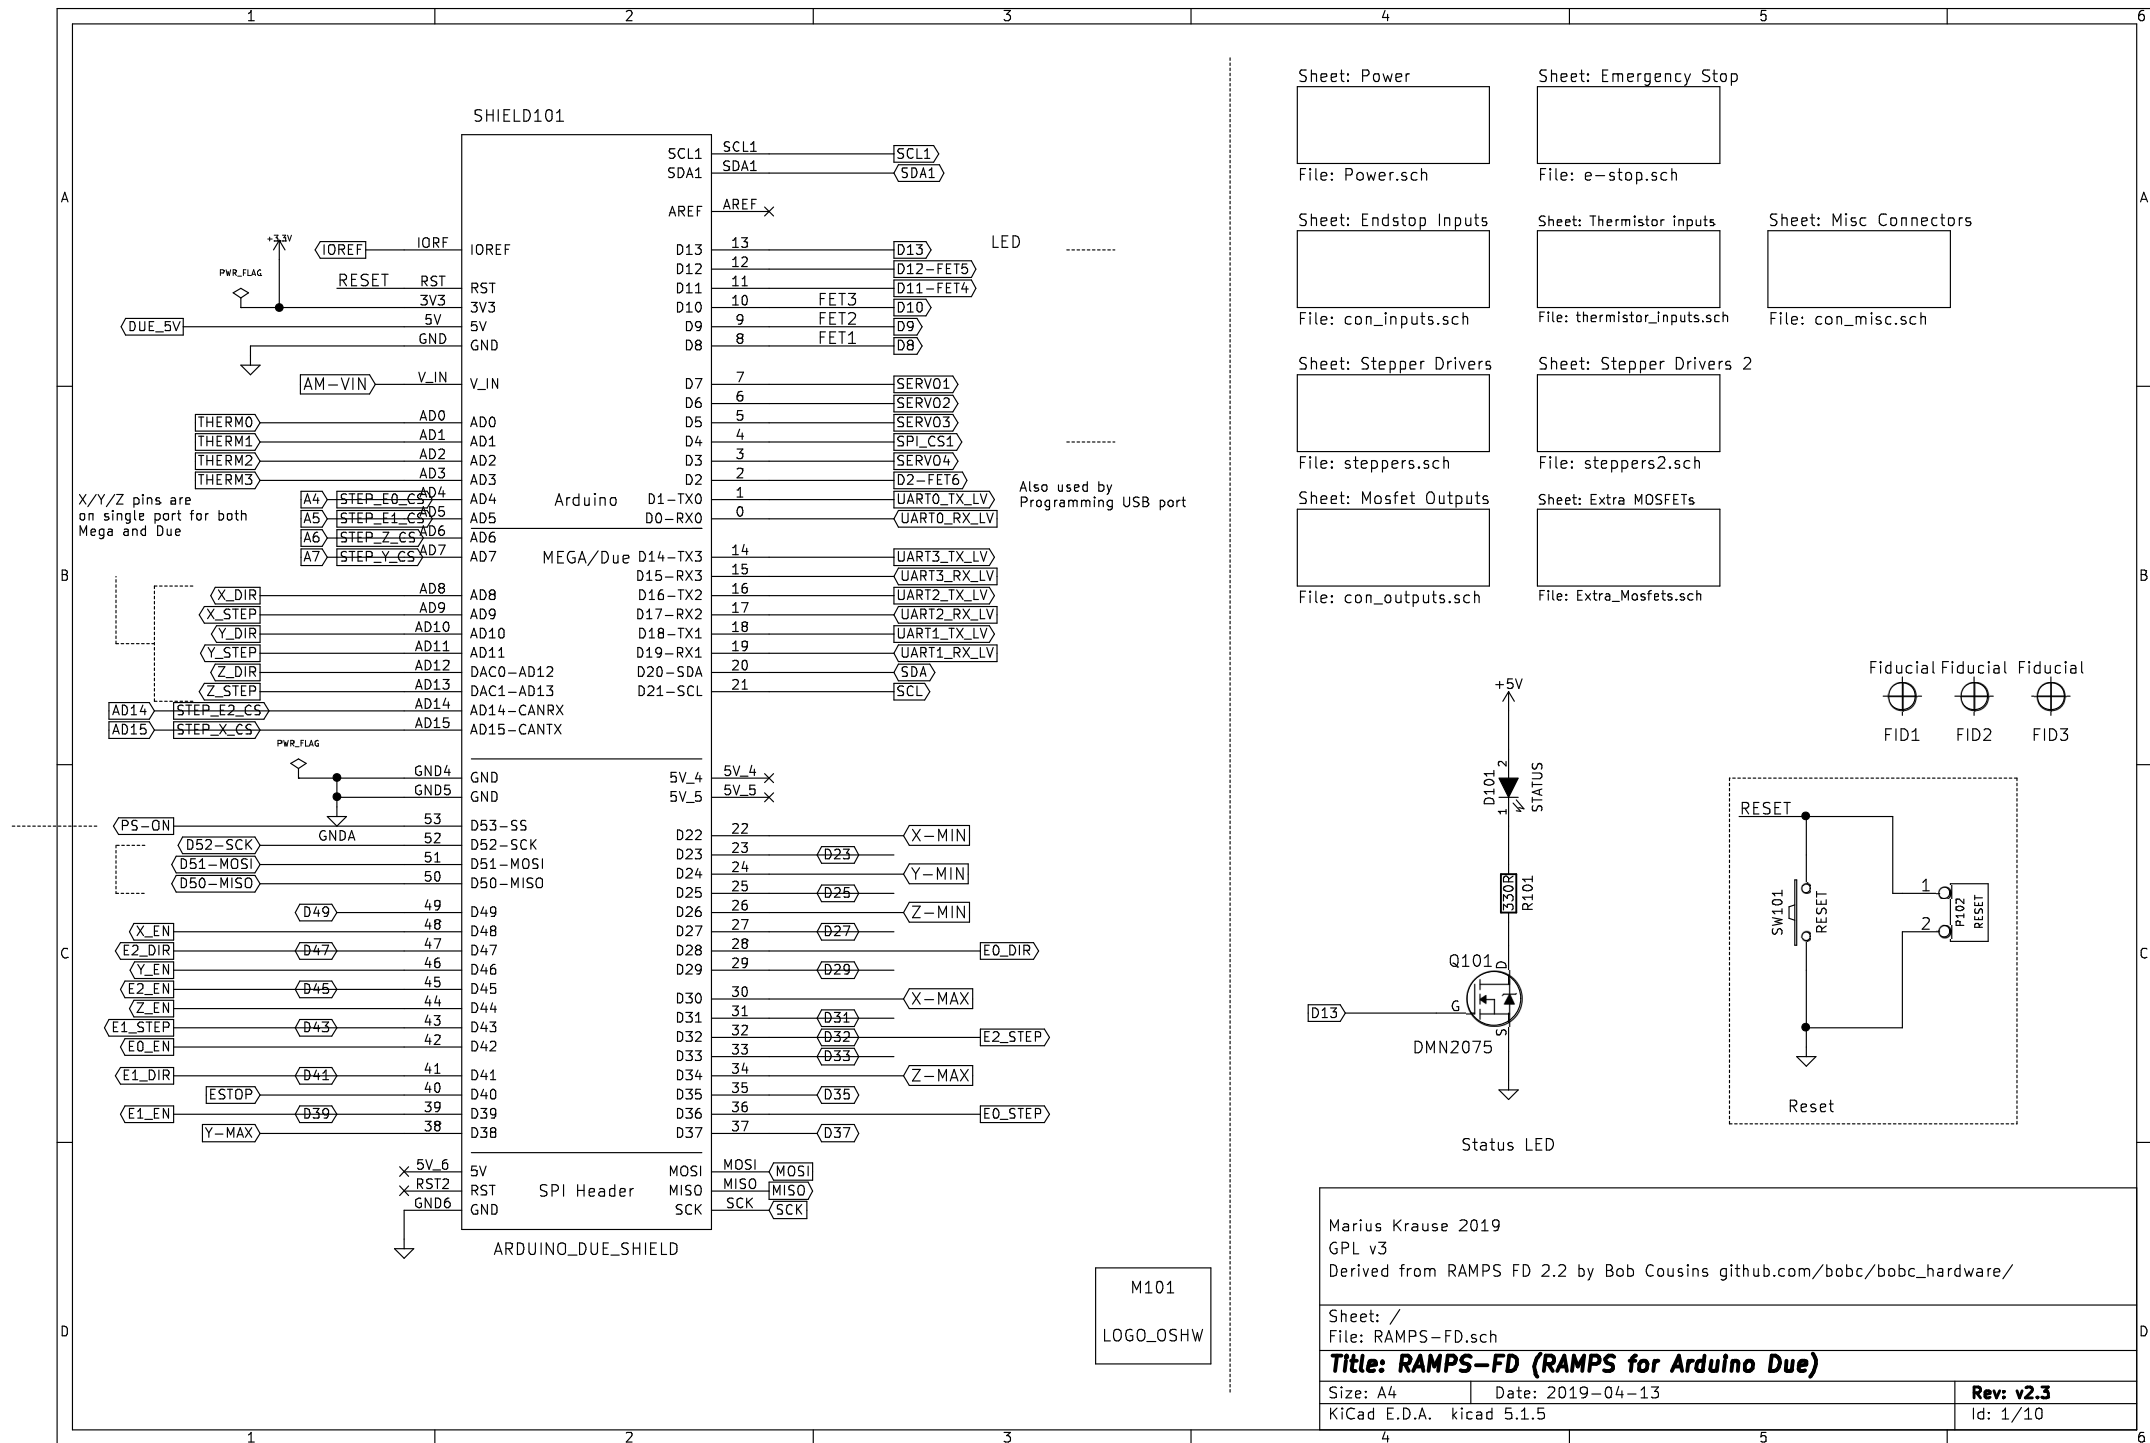 1 2 3 4 5 6
A
B
C
D
SHIELD101
SCL1 SCL1 SCL1
SDA1 SDA1 SDA1
AREF AREF
+3.3V
IOREF IORF IOREF
PWR_FLAG
RESET RST RST
3V3 3V3
DUE_5V 5V 5V
GND GND
AM-VIN V_IN V_IN
THERM0 AD0 AD0
THERM1 AD1 AD1
THERM2 AD2 AD2
THERM3 AD3 AD3
A4 STEP_E0_CS AD4 AD4
A5 STEP_E1_CS AD5 AD5
A6 STEP_Z_CS AD6 AD6
A7 STEP_Y_CS AD7 AD7
X/Y/Z pins are
on single port for both
Mega and Due
X_DIR AD8 AD8
X_STEP AD9 AD9
Y_DIR AD10 AD10
Y_STEP AD11 AD11
Z_DIR AD12 DAC0-AD12
Z_STEP AD13 DAC1-AD13
AD14 STEP_E2_CS AD14 AD14-CANRX
AD15 STEP_X_CS AD15 AD15-CANTX
PWR_FLAG
GND4 GND
GND5 GND
GNDA
PS-ON 53 D53-SS
D52-SCK 52 D52-SCK
D51-MOSI 51 D51-MOSI
D50-MISO 50 D50-MISO
D49 49 D49
X_EN 48 D48
E2_DIR D47 47 D47
Y_EN 46 D46
E2_EN D45 45 D45
Z_EN 44 D44
E1_STEP D43 43 D43
E0_EN 42 D42
E1_DIR D41 41 D41
ESTOP 40 D40
E1_EN D39 39 D39
Y-MAX 38 D38
5V_6 5V
RST2 RST
GND6 GND
Arduino
MEGA/Due
SPI Header
D13 13 D13 LED
D12 12 D12-FET5
D11 11 D11-FET4
D10 10 FET3 D10
D9 9 FET2 D9
D8 8 FET1 D8
D7 7 SERVO1
D6 6 SERVO2
D5 5 SERVO3
D4 4 SPI_CS1
D3 3 SERVO4
D2 2 D2-FET6
D1-TX0 1 UART0_TX_LV
D0-RX0 0 UART0_RX_LV
Also used by
Programming USB port
D14-TX3 14 UART3_TX_LV
D15-RX3 15 UART3_RX_LV
D16-TX2 16 UART2_TX_LV
D17-RX2 17 UART2_RX_LV
D18-TX1 18 UART1_TX_LV
D19-RX1 19 UART1_RX_LV
D20-SDA 20 SDA
D21-SCL 21 SCL
5V_4 5V_4
5V_5 5V_5
D22 22 X-MIN
D23 23 D23
D24 24 Y-MIN
D25 25 D25
D26 26 Z-MIN
D27 27 D27
D28 28 E0_DIR
D29 29 D29
D30 30 X-MAX
D31 31 D31
D32 32 D32 E2_STEP
D33 33 D33
D34 34 Z-MAX
D35 35 D35
D36 36 E0_STEP
D37 37 D37
MOSI MOSI MOSI
MISO MISO MISO
SCK SCK SCK
ARDUINO_DUE_SHIELD
M101
LOGO_OSHW
Sheet: Power
File: Power.sch
Sheet: Emergency Stop
File: e-stop.sch
Sheet: Endstop Inputs
File: con_inputs.sch
Sheet: Thermistor inputs
File: thermistor_inputs.sch
Sheet: Misc Connectors
File: con_misc.sch
Sheet: Stepper Drivers
File: steppers.sch
Sheet: Stepper Drivers 2
File: steppers2.sch
Sheet: Mosfet Outputs
File: con_outputs.sch
Sheet: Extra MOSFETs
File: Extra_Mosfets.sch
Fiducial Fiducial Fiducial
FID1 FID2 FID3
+5V
2
D101
STATUS
1
330R
R101
Q101
D
G
S
D13
DMN2075
Status LED
RESET
SW101
RESET
1
2
P102
RESET
Reset
Marius Krause 2019
GPL v3
Derived from RAMPS FD 2.2 by Bob Cousins github.com/bobc/bobc_hardware/
Sheet: /
File: RAMPS-FD.sch
Title: RAMPS-FD (RAMPS for Arduino Due)
Size: A4 Date: 2019-04-13 Rev: v2.3
KiCad E.D.A. kicad 5.1.5 Id: 1/10
A
B
C
D
1 2 3 4 5 6